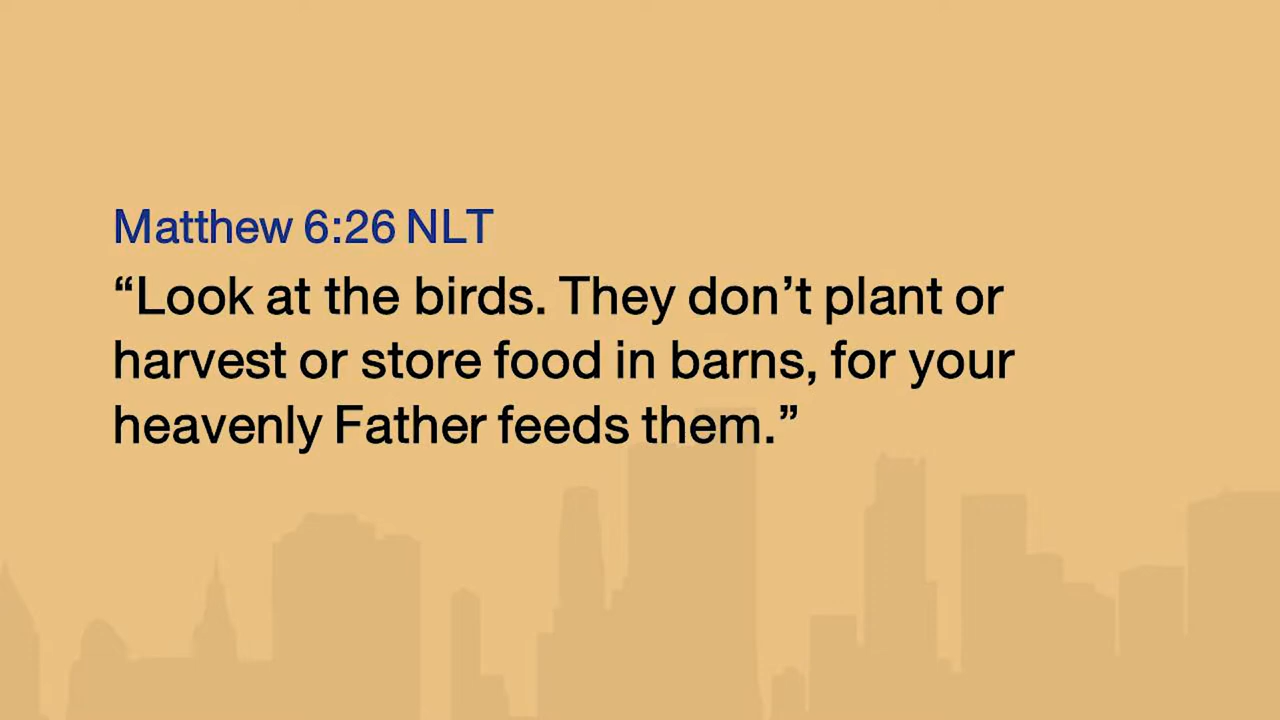 Matthew 6:26 NLT
“Look at the birds. They don’t plant or
harvest or store food in barns, for your
heavenly Father feeds them.”